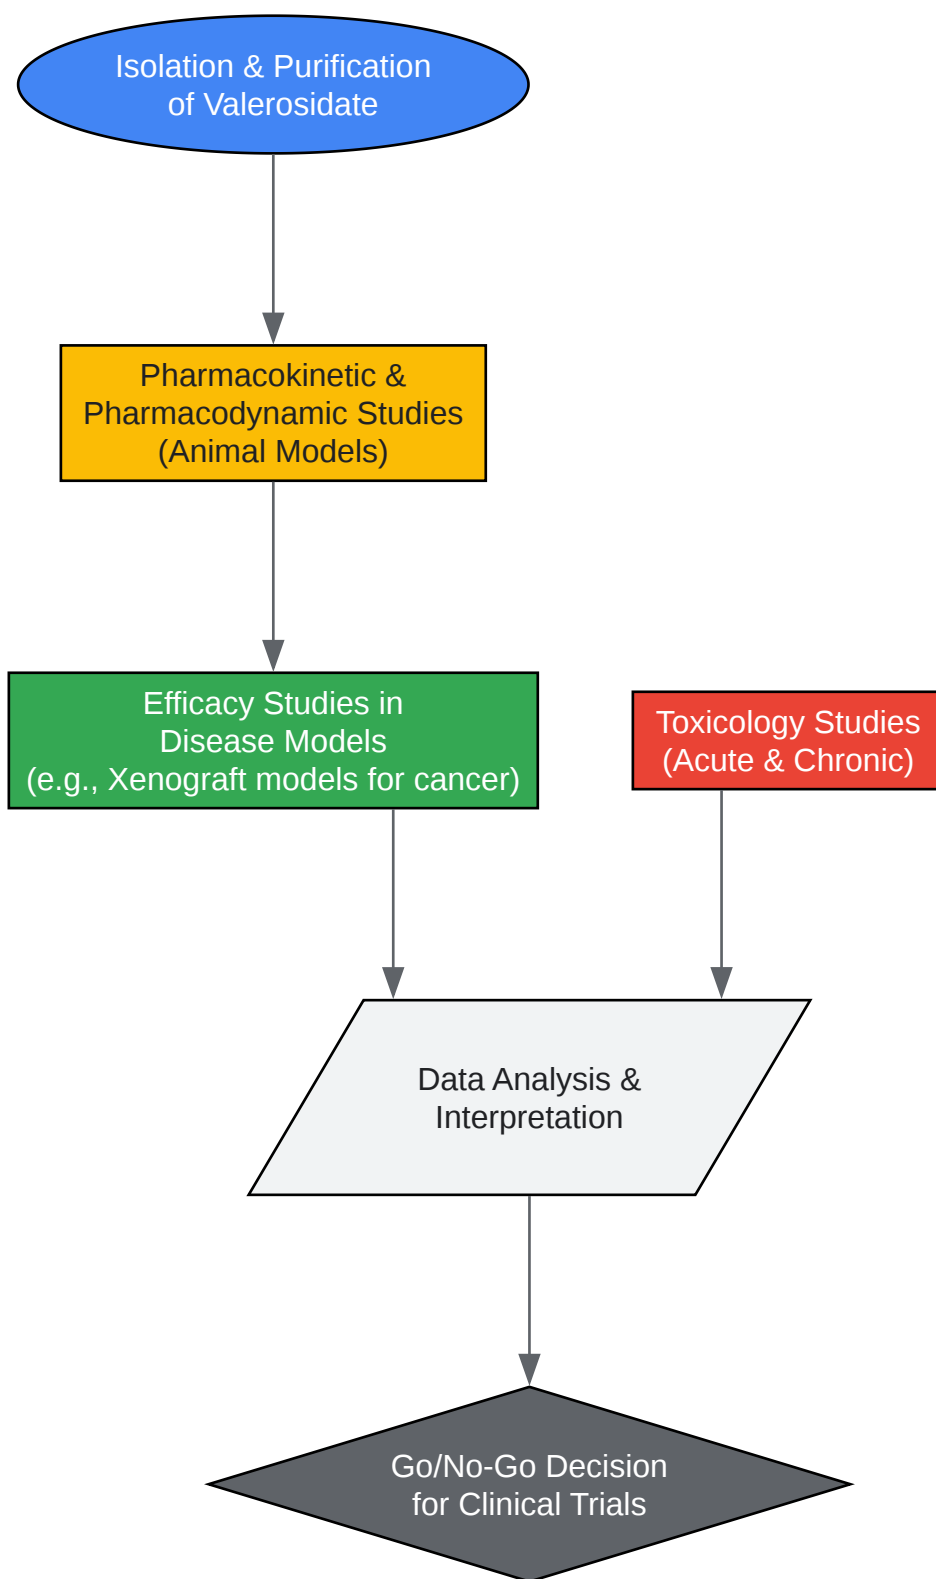 Isolation & Purification
of Valerosidate
Pharmacokinetic &
Pharmacodynamic Studies
(Animal Models)
Efficacy Studies in
Disease Models
(e.g., Xenograft models for cancer)
Toxicology Studies
(Acute & Chronic)
Data Analysis &
Interpretation
Go/No-Go Decision
for Clinical Trials